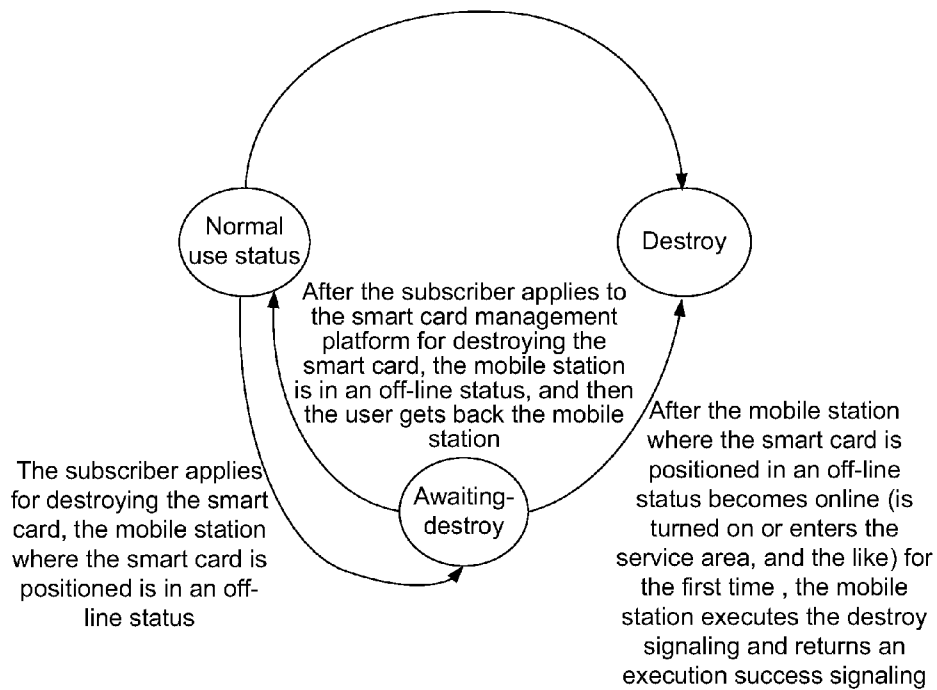 Normal
use status
Destroy
After the subscriber applies to
the smart card management
platform for destroying the
smart card, the mobile station
is in an off-line status, and then
the user gets back the mobile
station
Awaiting-
destroy
The subscriber applies
for destroying the smart
card, the mobile station
where the smart card is
positioned is in an off-
line status
After the mobile station
where the smart card is
positioned in an off-line
status becomes online (is
turned on or enters the
service area, and the like) for
the first time , the mobile
station executes the destroy
signaling and returns an
execution success signaling